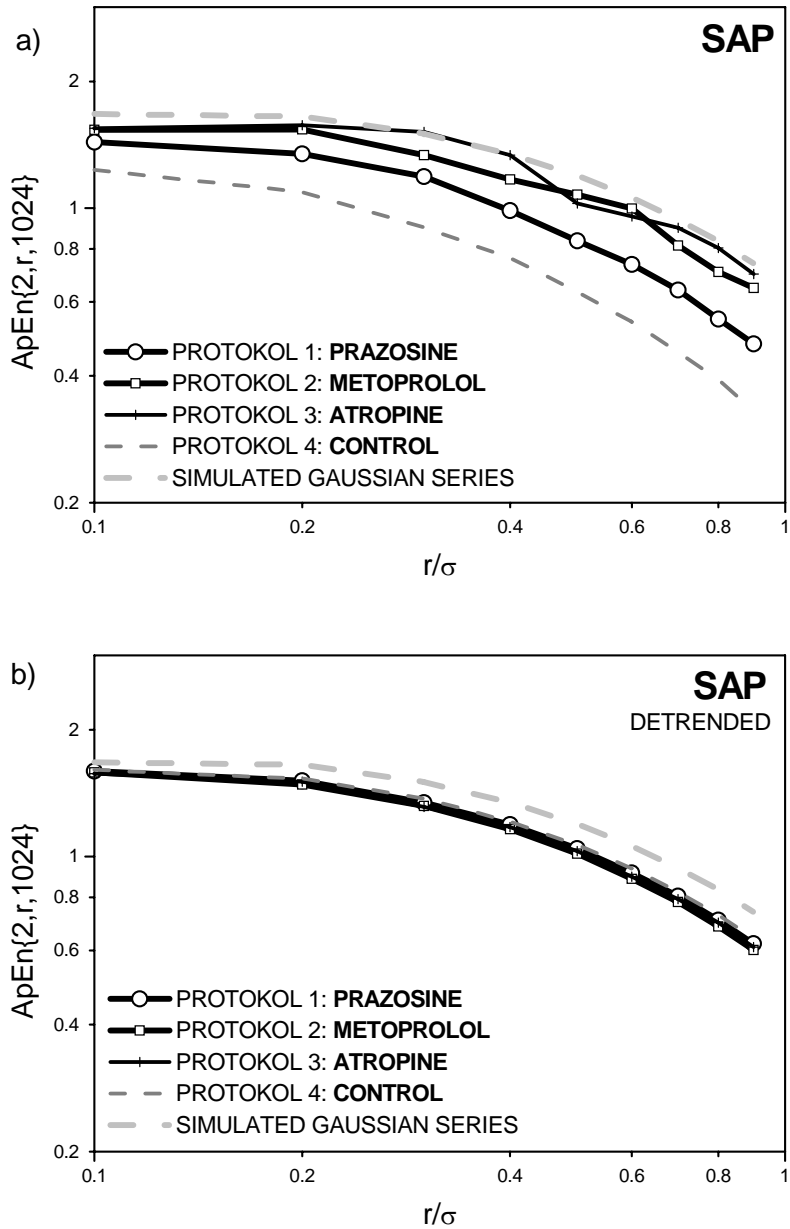 a)
SAP
2
1
0.8
0.6
0.4
0.2
ApEn{2,r,1024}
PROTOKOL 1: PRAZOSINE
PROTOKOL 2: METOPROLOL
PROTOKOL 3: ATROPINE
PROTOKOL 4: CONTROL
SIMULATED GAUSSIAN SERIES
0.1 0.2 0.4 0.6 0.8 1
r/σ
b)
SAP
DETRENDED
2
1
0.8
0.6
0.4
0.2
ApEn{2,r,1024}
PROTOKOL 1: PRAZOSINE
PROTOKOL 2: METOPROLOL
PROTOKOL 3: ATROPINE
PROTOKOL 4: CONTROL
SIMULATED GAUSSIAN SERIES
0.1 0.2 0.4 0.6 0.8 1
r/σ